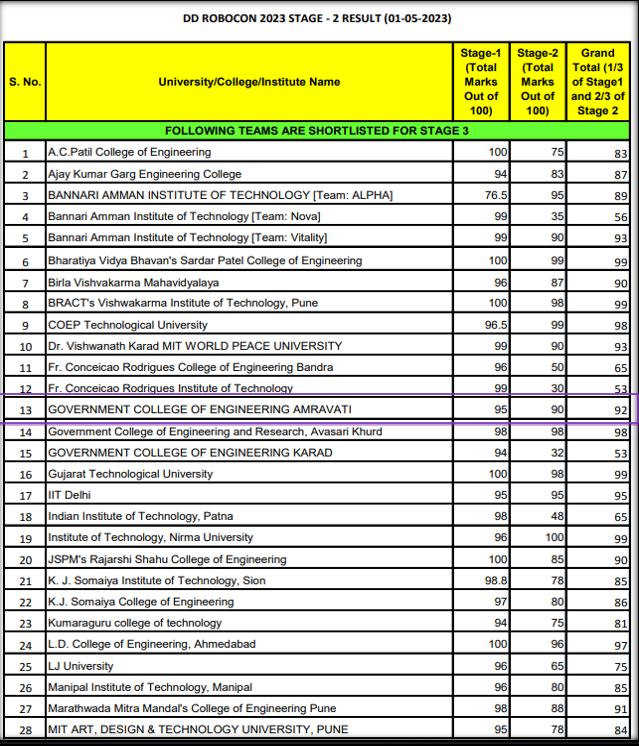 DD ROBOCON 2023 STAGE - 2 RESULT (01-05-2023)
S. No. University/College/Institute Name Stage-1 (Total Marks Out of 100) Stage-2 (Total Marks Out of 100) Grand Total (1/3 of Stage1 and 2/3 of Stage 2
FOLLOWING TEAMS ARE SHORTLISTED FOR STAGE 3
1 A.C.Patil College of Engineering 100 75 83
2 Ajay Kumar Garg Engineering College 94 83 87
3 BANNARI AMMAN INSTITUTE OF TECHNOLOGY [Team: ALPHA] 76.5 95 89
4 Bannari Amman Institute of Technology [Team: Nova] 99 35 56
5 Bannari Amman Institute of Technology [Team: Vitality] 99 90 93
6 Bharatiya Vidya Bhavan's Sardar Patel College of Engineering 100 99 99
7 Birla Vishvakarma Mahavidyalaya 96 87 90
8 BRACT's Vishwakarma Institute of Technology, Pune 100 98 99
9 COEP Technological University 96.5 99 98
10 Dr. Vishwanath Karad MIT WORLD PEACE UNIVERSITY 99 90 93
11 Fr. Conceicao Rodrigues College of Engineering Bandra 96 50 65
12 Fr. Conceicao Rodrigues Institute of Technology 99 30 53
13 GOVERNMENT COLLEGE OF ENGINEERING AMRAVATI 95 90 92
14 Government College of Engineering and Research, Avasari Khurd 98 98 98
15 GOVERNMENT COLLEGE OF ENGINEERING KARAD 94 32 53
16 Gujarat Technological University 100 98 99
17 IIT Delhi 95 95 95
18 Indian Institute of Technology, Patna 98 48 65
19 Institute of Technology, Nirma University 96 100 99
20 JSPM's Rajarshi Shahu College of Engineering 100 85 90
21 K. J. Somaiya Institute of Technology, Sion 98.8 78 85
22 K.J. Somaiya College of Engineering 97 80 86
23 Kumaraguru college of technology 94 75 81
24 L.D. College of Engineering, Ahmedabad 100 96 97
25 LJ University 96 65 75
26 Manipal Institute of Technology, Manipal 96 80 85
27 Marathwada Mitra Mandal's College of Engineering Pune 98 88 91
28 MIT ART, DESIGN & TECHNOLOGY UNIVERSITY, PUNE 95 78 84